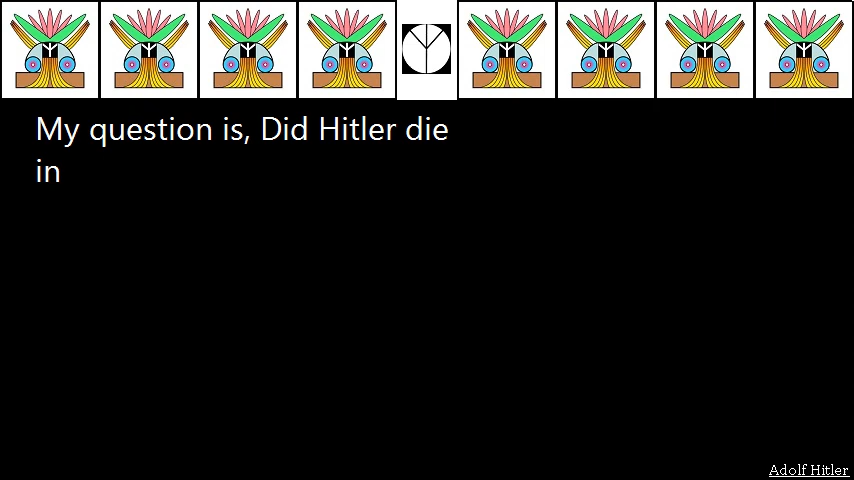 My question is, Did Hitler die
in
Adolf Hitler